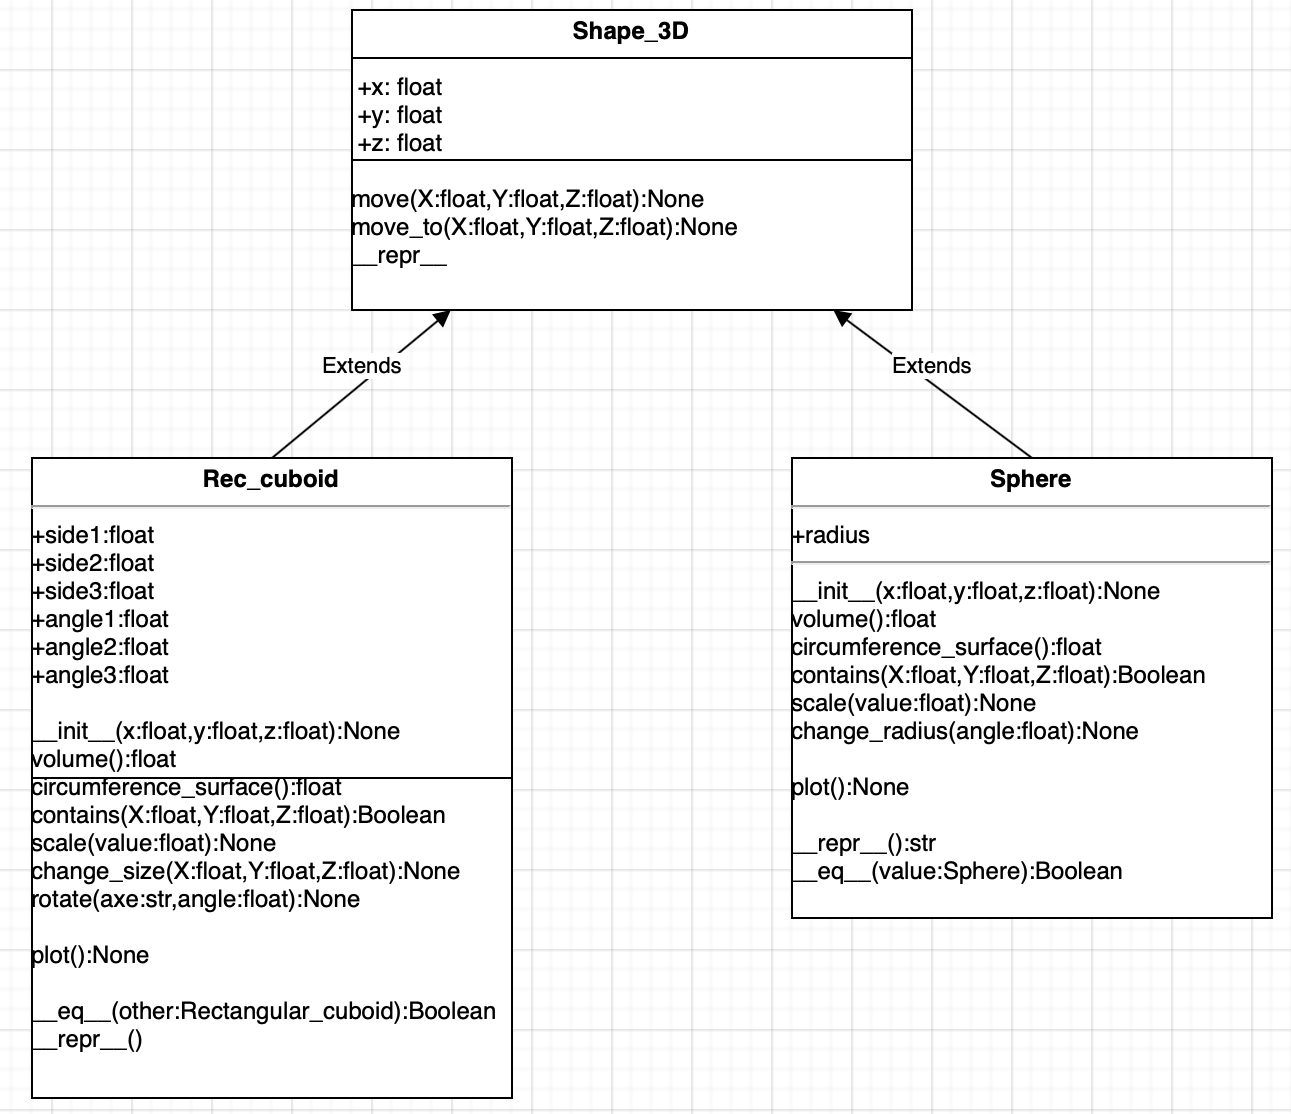 Shape_3D
+x: float
+y: float
+z: float
move(X:float,Y:float,Z:float):None
move_to(X:float,Y:float,Z:float):None
__repr__
Extends
Extends
Rec_cuboid
+side1:float
+side2:float
+side3:float
+angle1:float
+angle2:float
+angle3:float
__init__(x:float,y:float,z:float):None
volume():float
circumference_surface():float
contains(X:float,Y:float,Z:float):Boolean
scale(value:float):None
change_size(X:float,Y:float,Z:float):None
rotate(axe:str,angle:float):None
plot():None
__eq__(other:Rectangular_cuboid):Boolean
__repr__()
Sphere
+radius
__init__(x:float,y:float,z:float):None
volume():float
circumference_surface():float
contains(X:float,Y:float,Z:float):Boolean
scale(value:float):None
change_radius(angle:float):None
plot():None
__repr__():str
__eq__(value:Sphere):Boolean